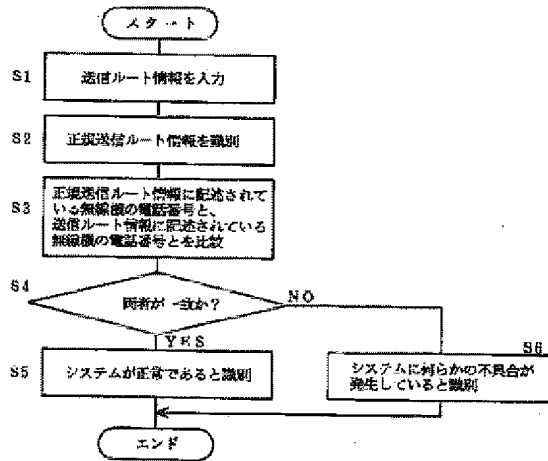 スタート
S1
送信ルート情報を入力
S2
正規送信ルート情報を識別
S3
正規送信ルート情報に記述されて
いる無線機の電話番号と、
送信ルート情報に記述されている
無線機の電話番号とを比較
S4
両者が一致か?
NO
YES
S5
システムが正常であると識別
S6
システムに何らかの不具合が
発生していると識別
エンド